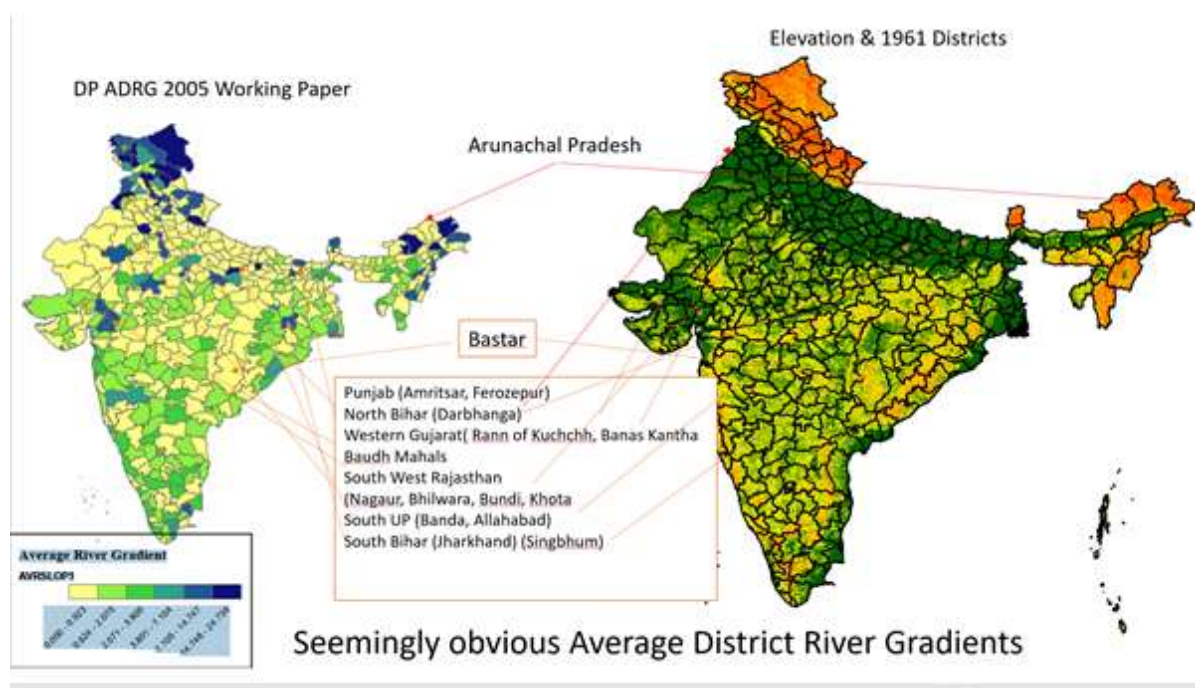 Elevation & 1961 Districts
DP ADRG 2005 Working Paper
Arunachal Pradesh
Bastar
Punjab (Amritsar, Ferozepur)
North Bihar (Darbhanga)
Western Gujarat( Rann of Kuchchh, Banas Kantha
Baudh Mahals
South West Rajasthan
(Nagaur, Bhilwara, Bundi, Khota
South UP (Banda, Allahabad)
South Bihar (Jharkhand) (Singbhum)
Average River Gradient
AVRSLOP3
Seemingly obvious Average District River Gradients